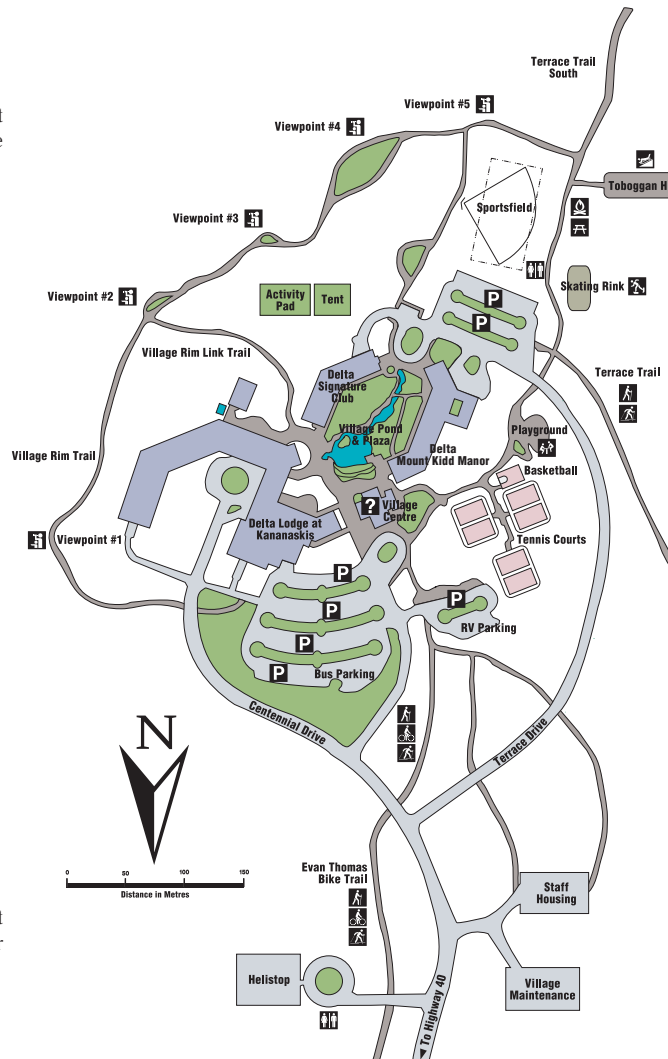 Terrace Trail
South
Viewpoint #5
t
Viewpoint #4
e
Toboggan H
Sportsfield
Viewpoint #3
P
Viewpoint #2
Activity
Pad
Tent
Skating Rink
P
Village Rim Link Trail
Delta
Signature
Club
Terrace Trail
Village Pond
& Plaza
Playground
Delta
Mount Kidd Manor
Village Rim Trail
Basketball
?
Village
Centre
Delta Lodge at
Kananaskis
Viewpoint #1
Tennis Courts
P
P
P
RV Parking
P
P
Bus Parking
Centennial Drive
N
Terrace Drive
0 50 100 150
Distance in Metres
Evan Thomas
Bike Trail
Staff
Housing
t
r
Helistop
Village
Maintenance
To Highway 40